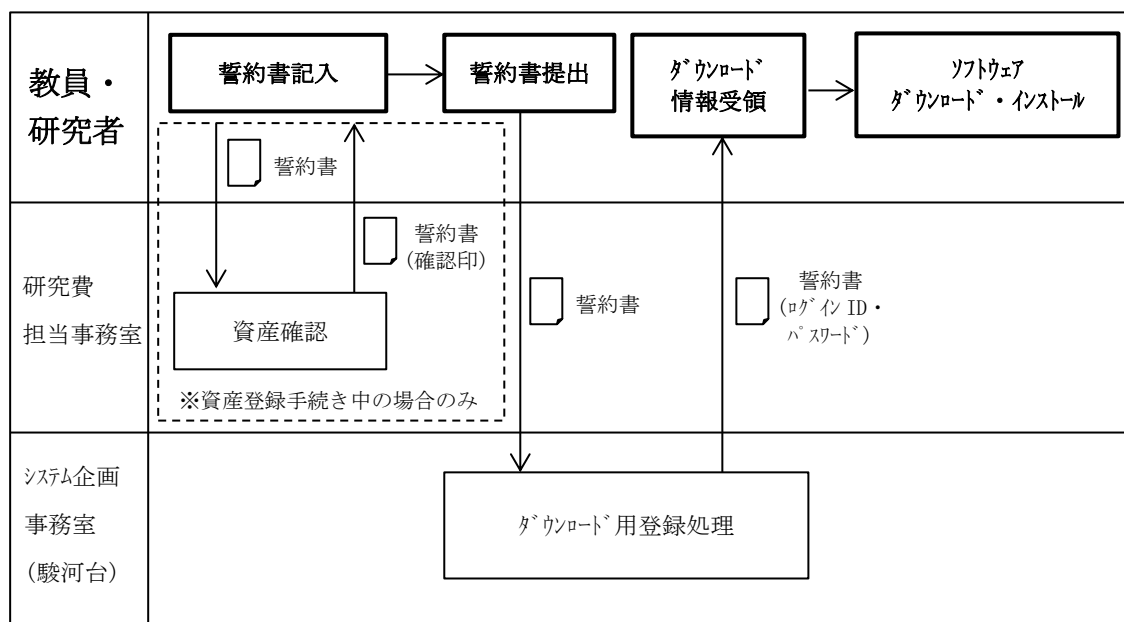 教員・
研究者
誓約書記入
誓約書提出
ﾀﾞｳﾝﾛｰﾄﾞ
情報受領
ｿﾌﾄｳｪｱ
ﾀﾞｳﾝﾛｰﾄﾞ・ｲﾝｽﾄｰﾙ
誓約書
誓約書
(確認印)
研究費
担当事務室
資産確認
※資産登録手続き中の場合のみ
誓約書
誓約書
(ﾛｸﾞｲﾝ ID・
ﾊﾟｽﾜｰﾄﾞ)
ｼｽﾃﾑ企画
事務室
(駿河台)
ﾀﾞｳﾝﾛｰﾄﾞ用登録処理